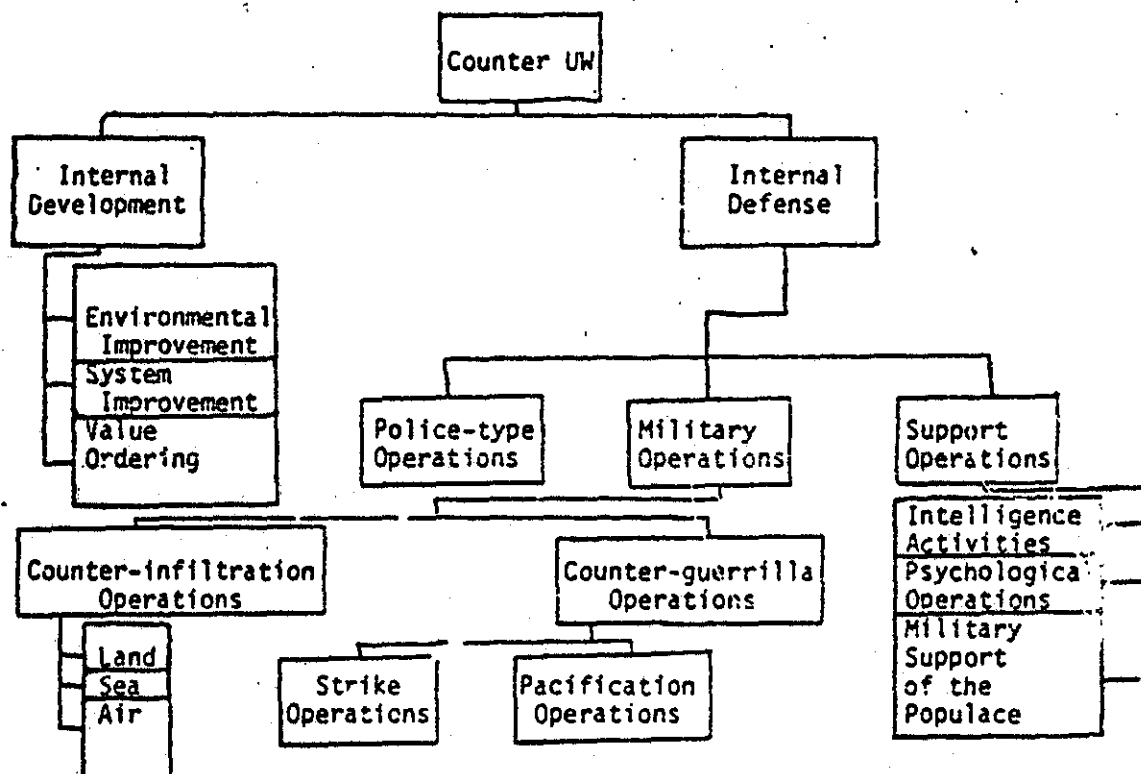 Counter UW
Internal
Development
Internal
Defense
Environmental
Improvement
System
Improvement
Value
Ordering
Police-type
Operations
Military
Operations
Support
Operations
Counter-infiltration
Operations
Land
Sea
Air
Counter-guerrilla
Operations
Strike
Operations
Pacification
Operations
Intelligence
Activities
Psychologica
Operations
Military
Support
of the
Populace